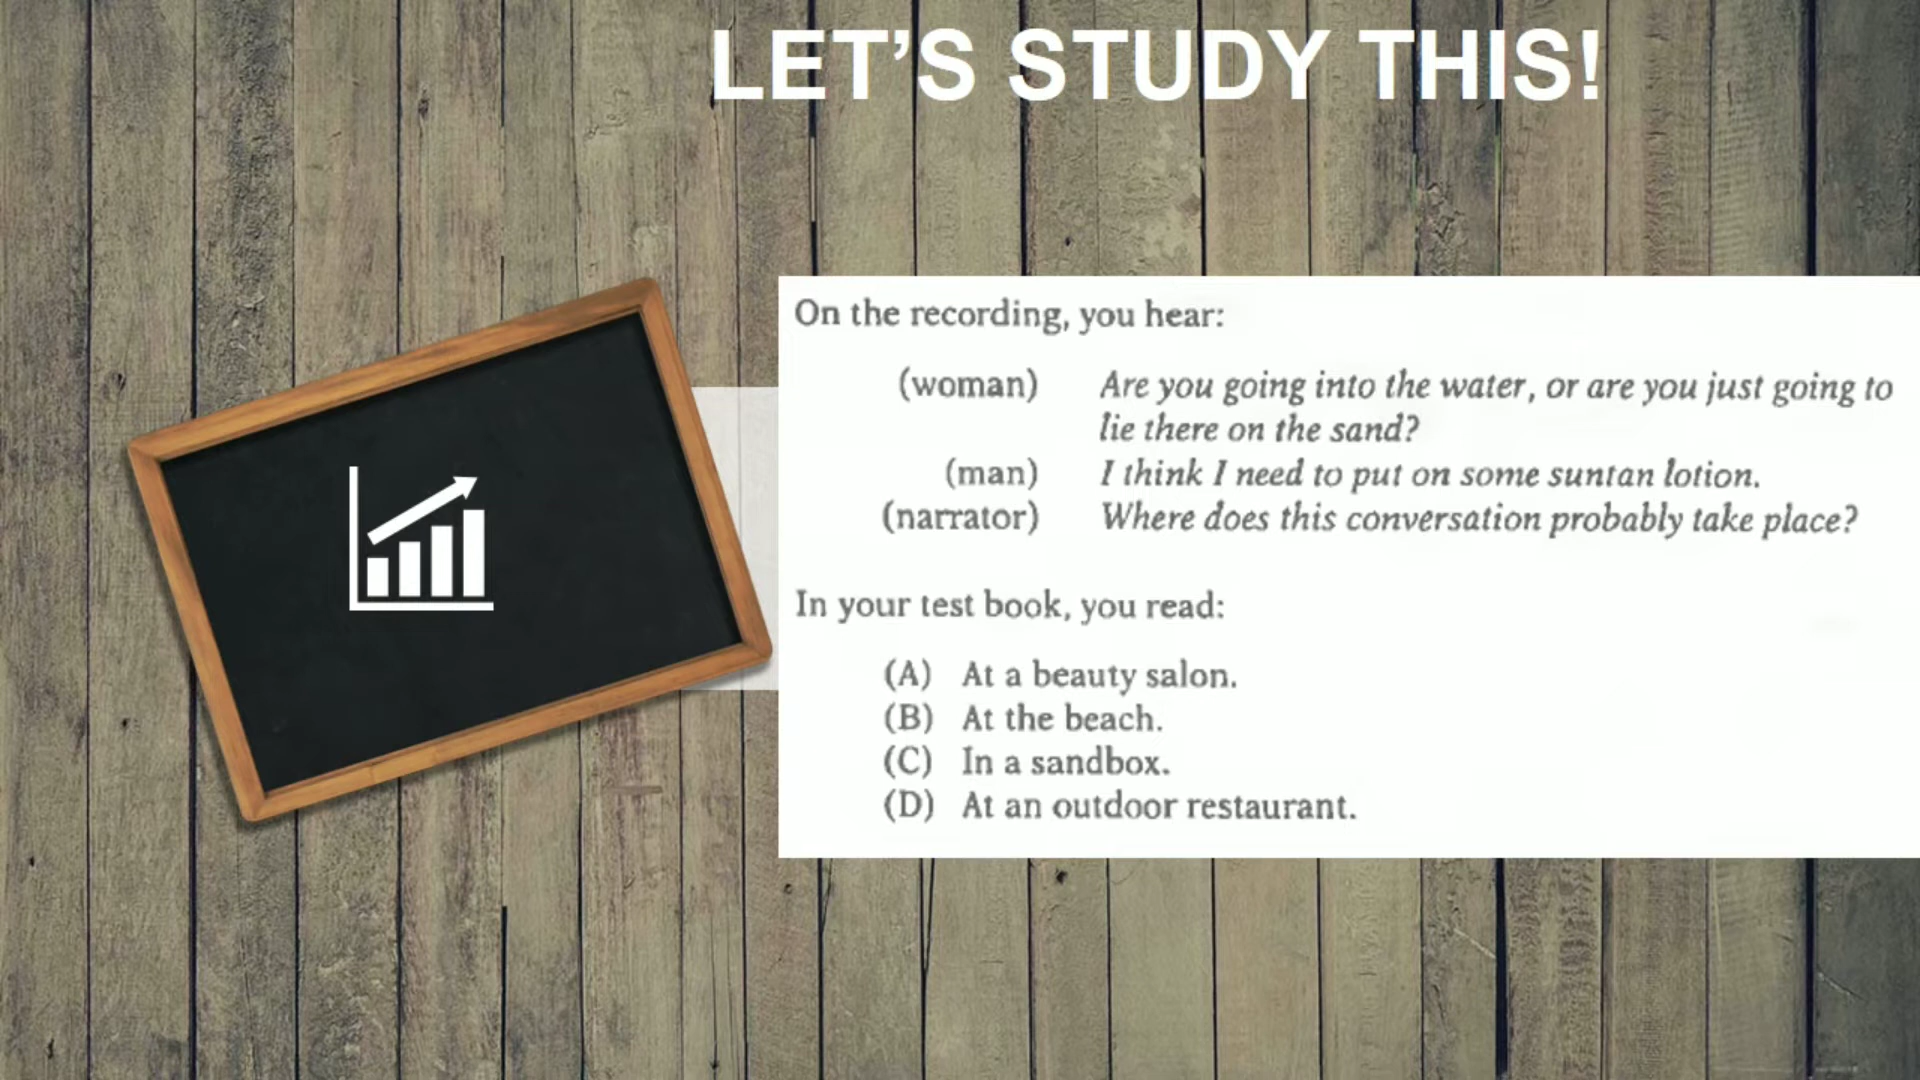 LET'S STUDY THIS!
On the recording, you hear:
(woman) Are you going into the water, or are you just going to
lie there on the sand?
(man) I think I need to put on some suntan lotion.
(narrator) Where does this conversation probably take place?
In your test book, you read:
(A) At a beauty salon.
(B) At the beach.
(C) In a sandbox.
(D) At an outdoor restaurant.